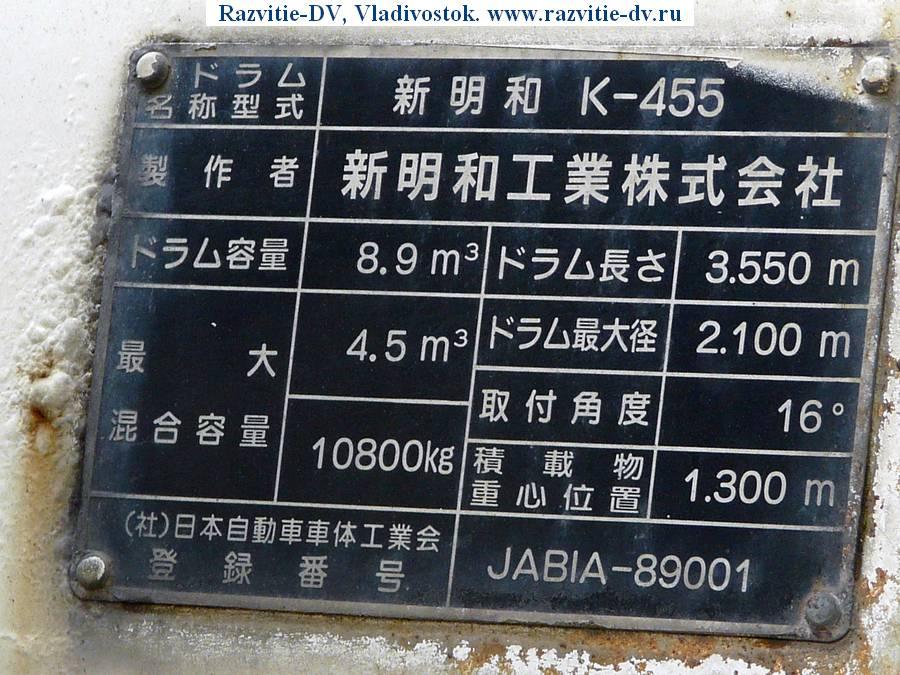 Razvitie-DV, Vladivostok. www.razvitie-dv.ru
ドラム
名称型式
新明和 K-455
製作者
新明和工業株式会社
ドラム容量
8.9 m³
ドラム長さ
3.550 m
最大
混合容量
4.5 m³
ドラム最大径
2.100 m
取付角度
16°
10800kg
積載物
重心位置
1.300 m
(社)日本自動車車体工業会
登録番号
JABIA-89001